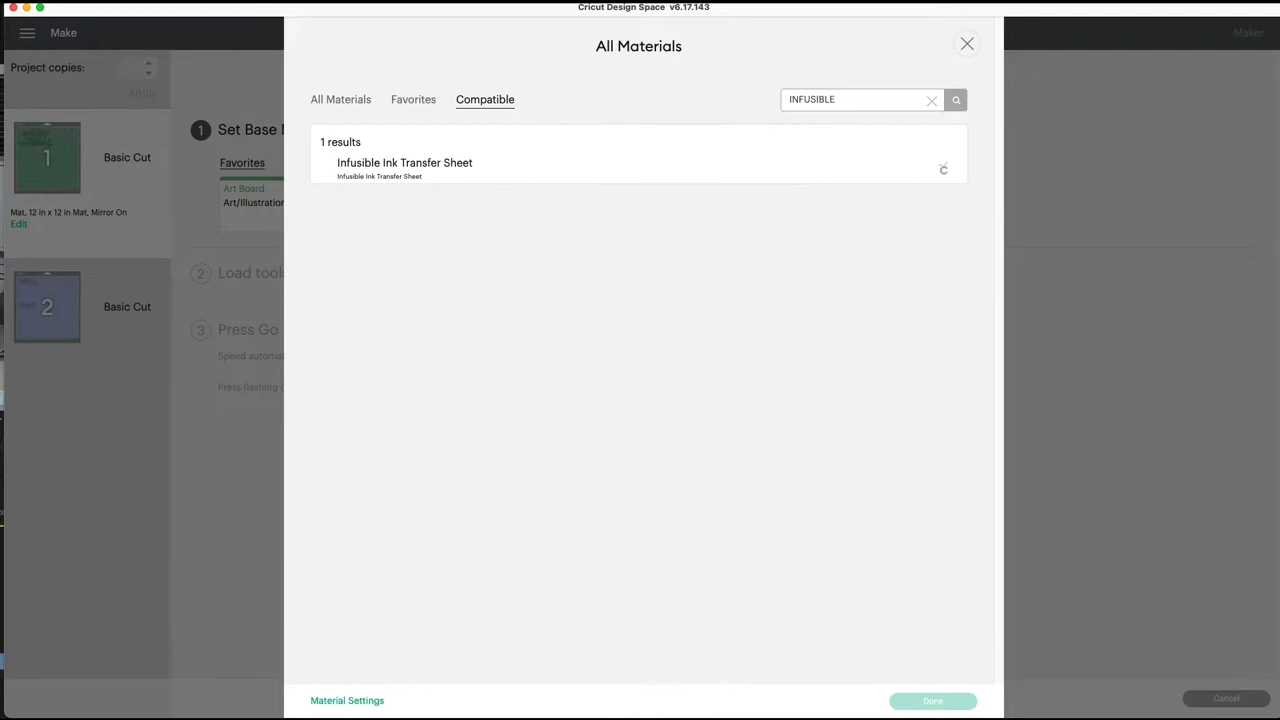 Cricut Design Space v6.17.143
Make
Maker
All Materials
Project copies:
Apply
All Materials Favorites Compatible
INFUSIBLE
1 results
Infusible Ink Transfer Sheet
Infusible Ink Transfer Sheet
1 Set Base
Favorites
Art Board
Art/Illustration
1
Basic Cut
Mat, 12 in x 12 in Mat, Mirror On
Edit
2 Load tools
2
Basic Cut
3 Press Go
Speed automa
Press flashing
Material Settings
Done
Cancel